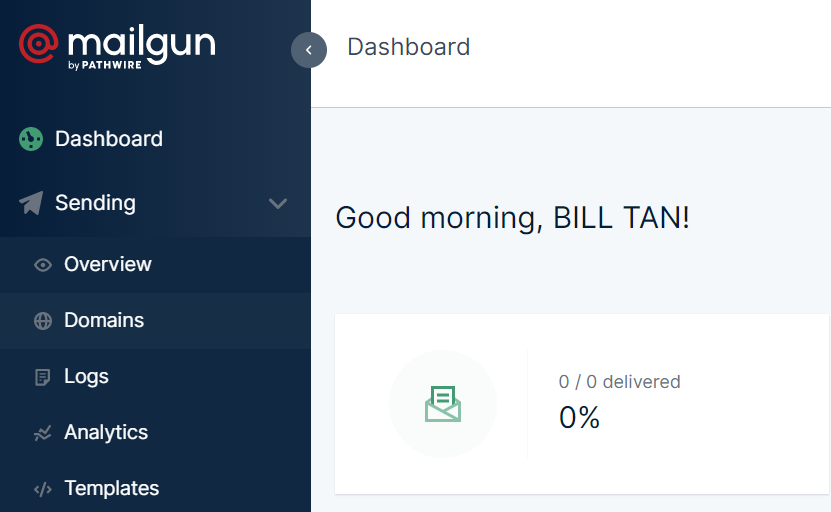 mailgun
by PATHWIRE
Dashboard
Sending
Overview
Domains
Logs
Analytics
Templates
Dashboard
Good morning, BILL TAN!
0 / 0 delivered
0%